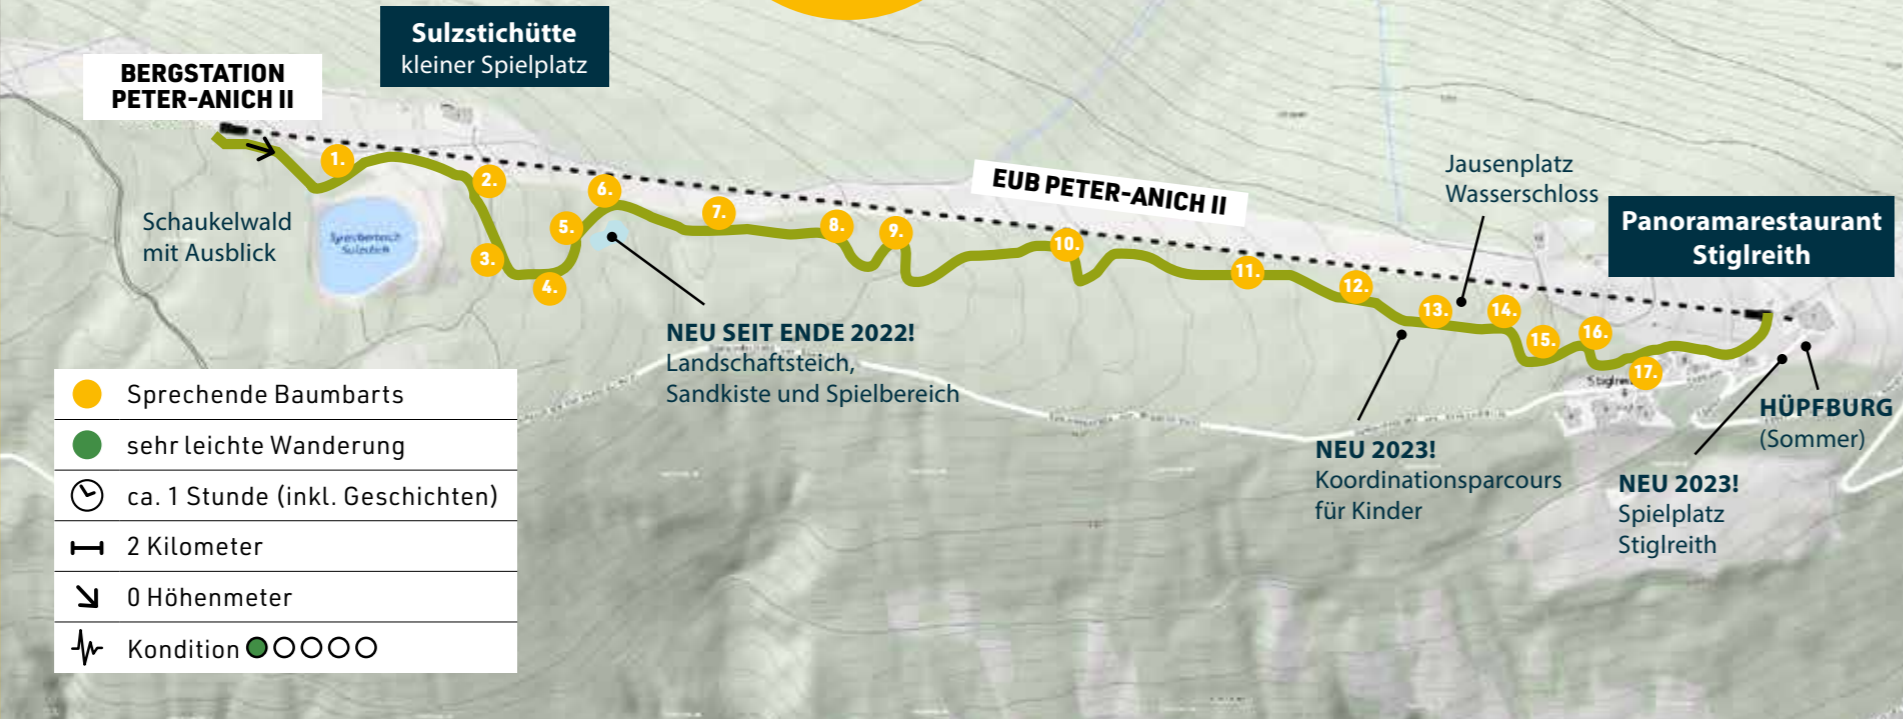 Sulzstichütte
kleiner Spielplatz
BERGSTATION
PETER-ANICH II
1.
2.
3.
4.
5.
6.
7.
8.
9.
10.
11.
12.
13.
14.
15.
16.
17.
EUB PETER-ANICH II
Jausenplatz
Wasserschloss
Panoramarestaurant
Stiglreith
Schaukelwald
mit Ausblick
NEU SEIT ENDE 2022!
Landschaftsteich,
Sandkiste und Spielbereich
HÜPFBURG
(Sommer)
NEU 2023!
Koordinationsparcours
für Kinder
NEU 2023!
Spielplatz
Stiglreith
Sprechende Baumbarts
sehr leichte Wanderung
ca. 1 Stunde (inkl. Geschichten)
2 Kilometer
0 Höhenmeter
Kondition